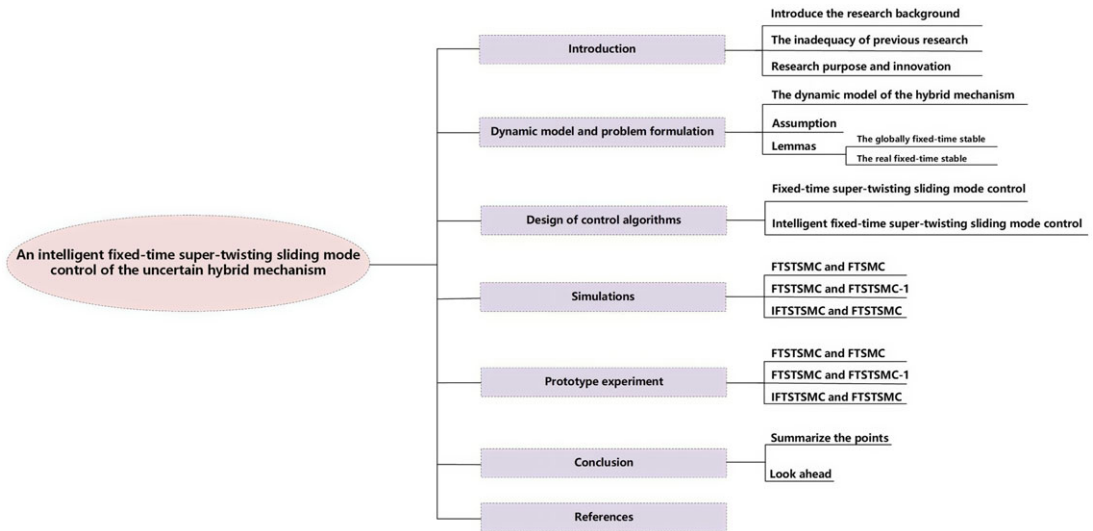 An intelligent fixed-time super-twisting sliding mode
control of the uncertain hybrid mechanism
Introduction
Introduce the research background
The inadequacy of previous research
Research purpose and innovation
Dynamic model and problem formulation
The dynamic model of the hybrid mechanism
Assumption
Lemmas
The globally fixed-time stable
The real fixed-time stable
Design of control algorithms
Fixed-time super-twisting sliding mode control
Intelligent fixed-time super-twisting sliding mode control
Simulations
FTSTSMC and FTSMC
FTSTSMC and FTSTSMC-1
IFTSTSMC and FTSTSMC
Prototype experiment
FTSTSMC and FTSMC
FTSTSMC and FTSTSMC-1
IFTSTSMC and FTSTSMC
Conclusion
Summarize the points
Look ahead
References